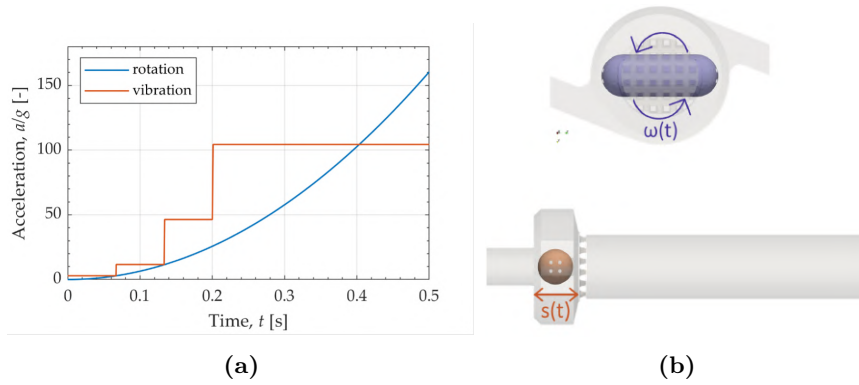 150
100
50
0
0
0.1
0.2
0.3
0.4
0.5
Acceleration, a/g [-]
Time, t [s]
rotation
vibration
(a)
ω(t)
s(t)
(b)